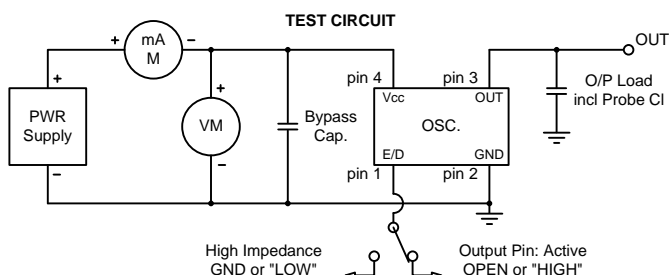 TEST CIRCUIT
+
mA
M
−
OUT
+
PWR
Supply
−
+
VM
−
Bypass
Cap.
pin 4
pin 3
Vcc
OUT
OSC.
E/D
GND
pin 1
pin 2
O/P Load
incl Probe Cl
High Impedance
GND or "LOW"
Output Pin: Active
OPEN or "HIGH"